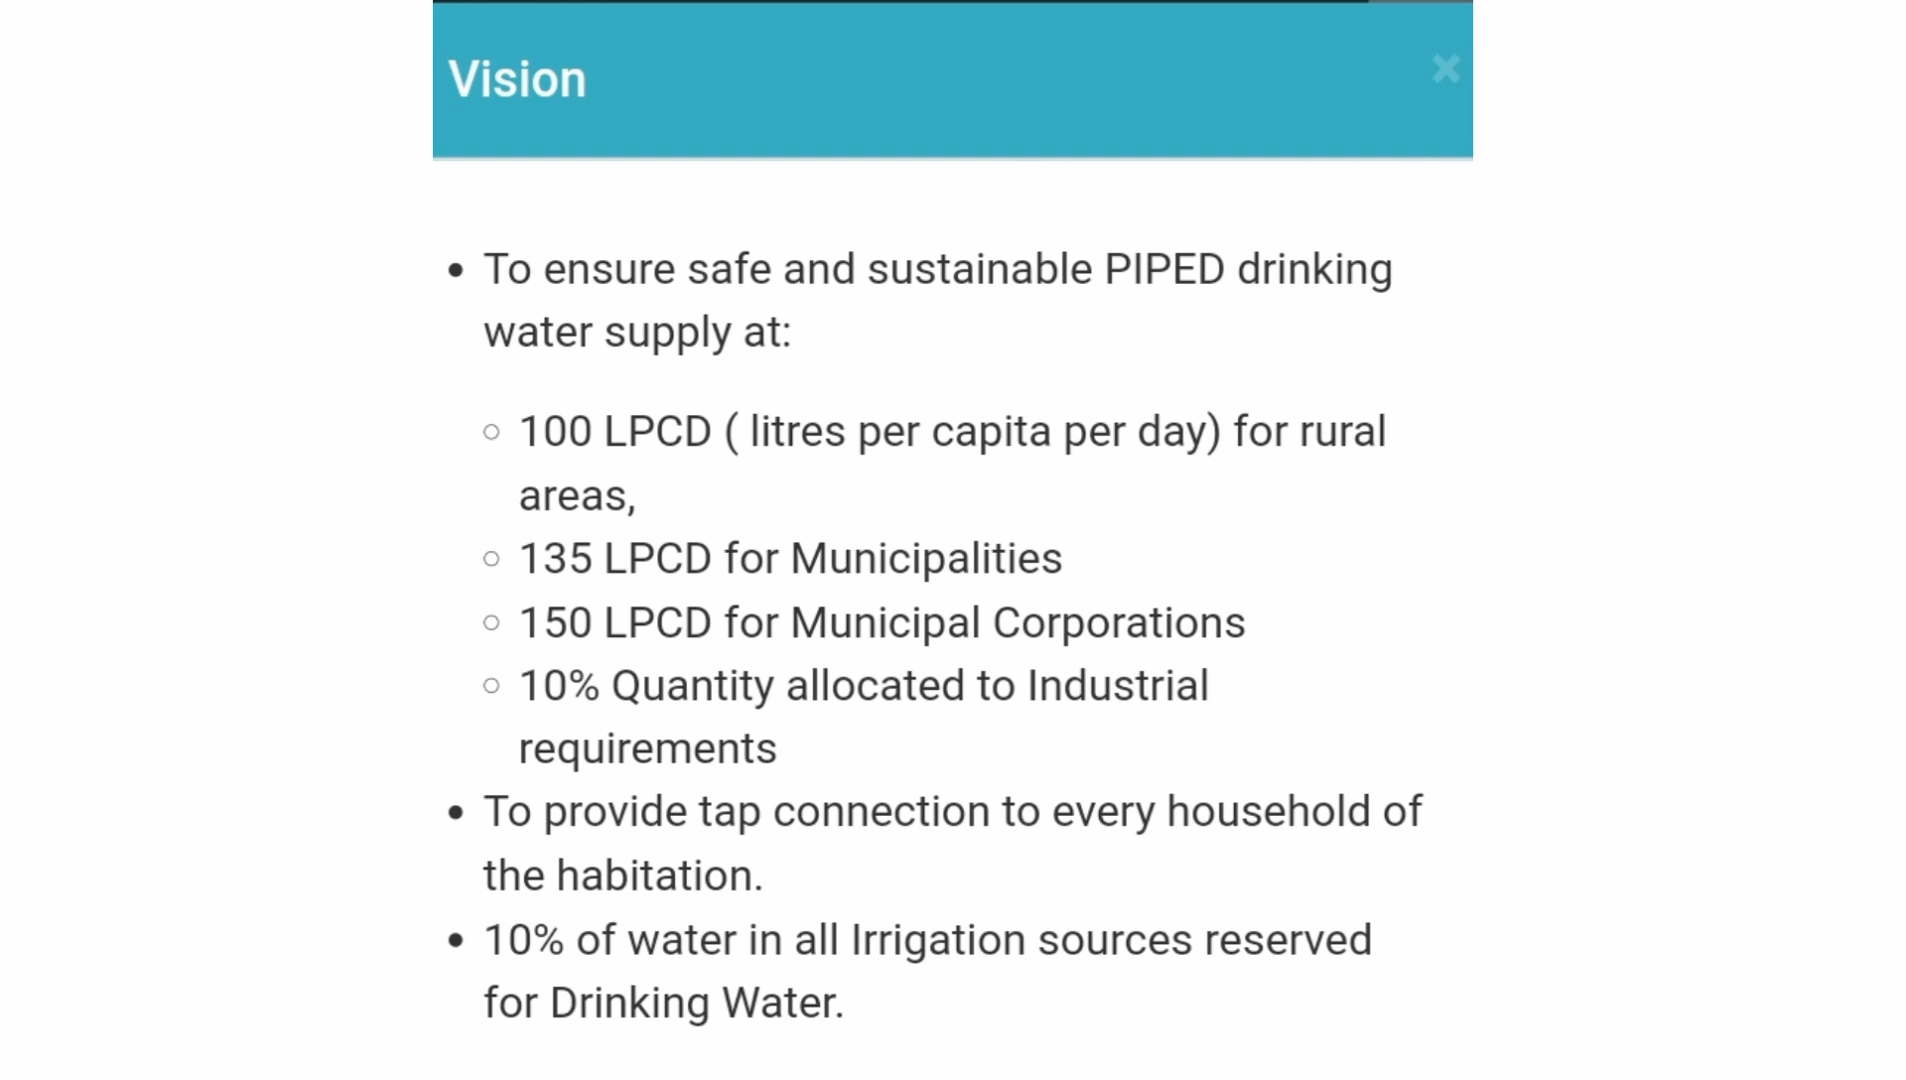 Vision
×
• To ensure safe and sustainable PIPED drinking
water supply at:
○ 100 LPCD ( litres per capita per day) for rural
areas,
○ 135 LPCD for Municipalities
○ 150 LPCD for Municipal Corporations
○ 10% Quantity allocated to Industrial
requirements
• To provide tap connection to every household of
the habitation.
• 10% of water in all Irrigation sources reserved
for Drinking Water.